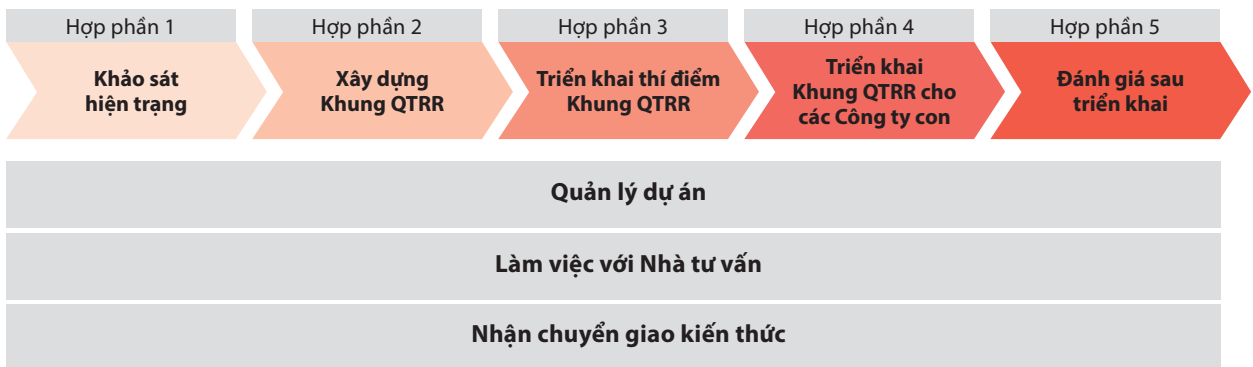 Hợp phần 1
Hợp phần 2
Hợp phần 3
Hợp phần 4
Hợp phần 5
Khảo sát
hiện trạng
Xây dựng
Khung QTRR
Triển khai thí điểm
Khung QTRR
Triển khai
Khung QTRR cho
các Công ty con
Đánh giá sau
triển khai
Quản lý dự án
Làm việc với Nhà tư vấn
Nhận chuyển giao kiến thức